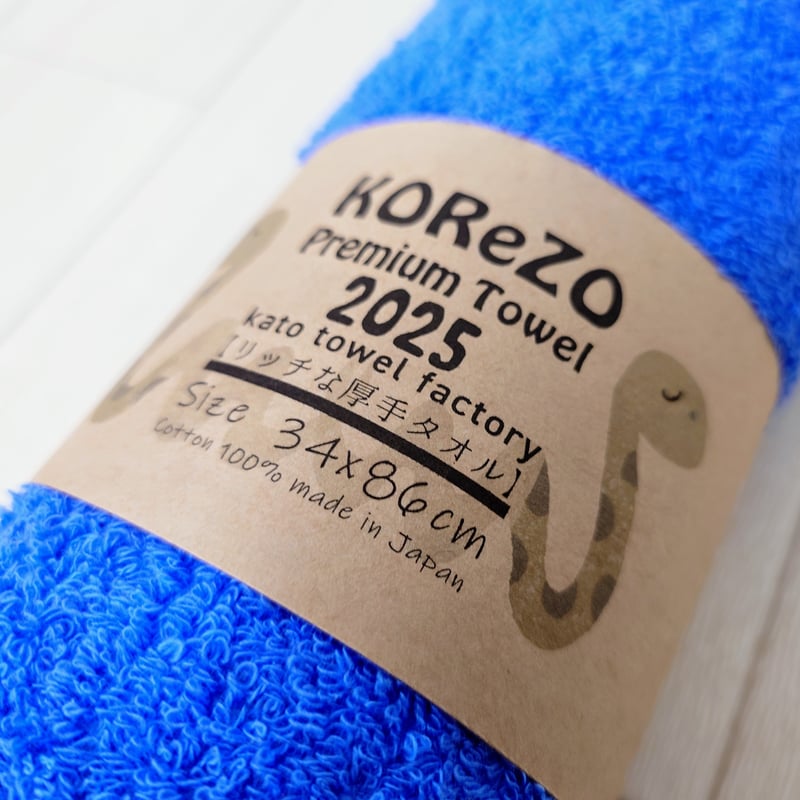 KOReZO
Premium Towel
2025
kato towel factory
【リッチな厚手タオル】
Size 34x86cm
Cotton 100% made in Japan